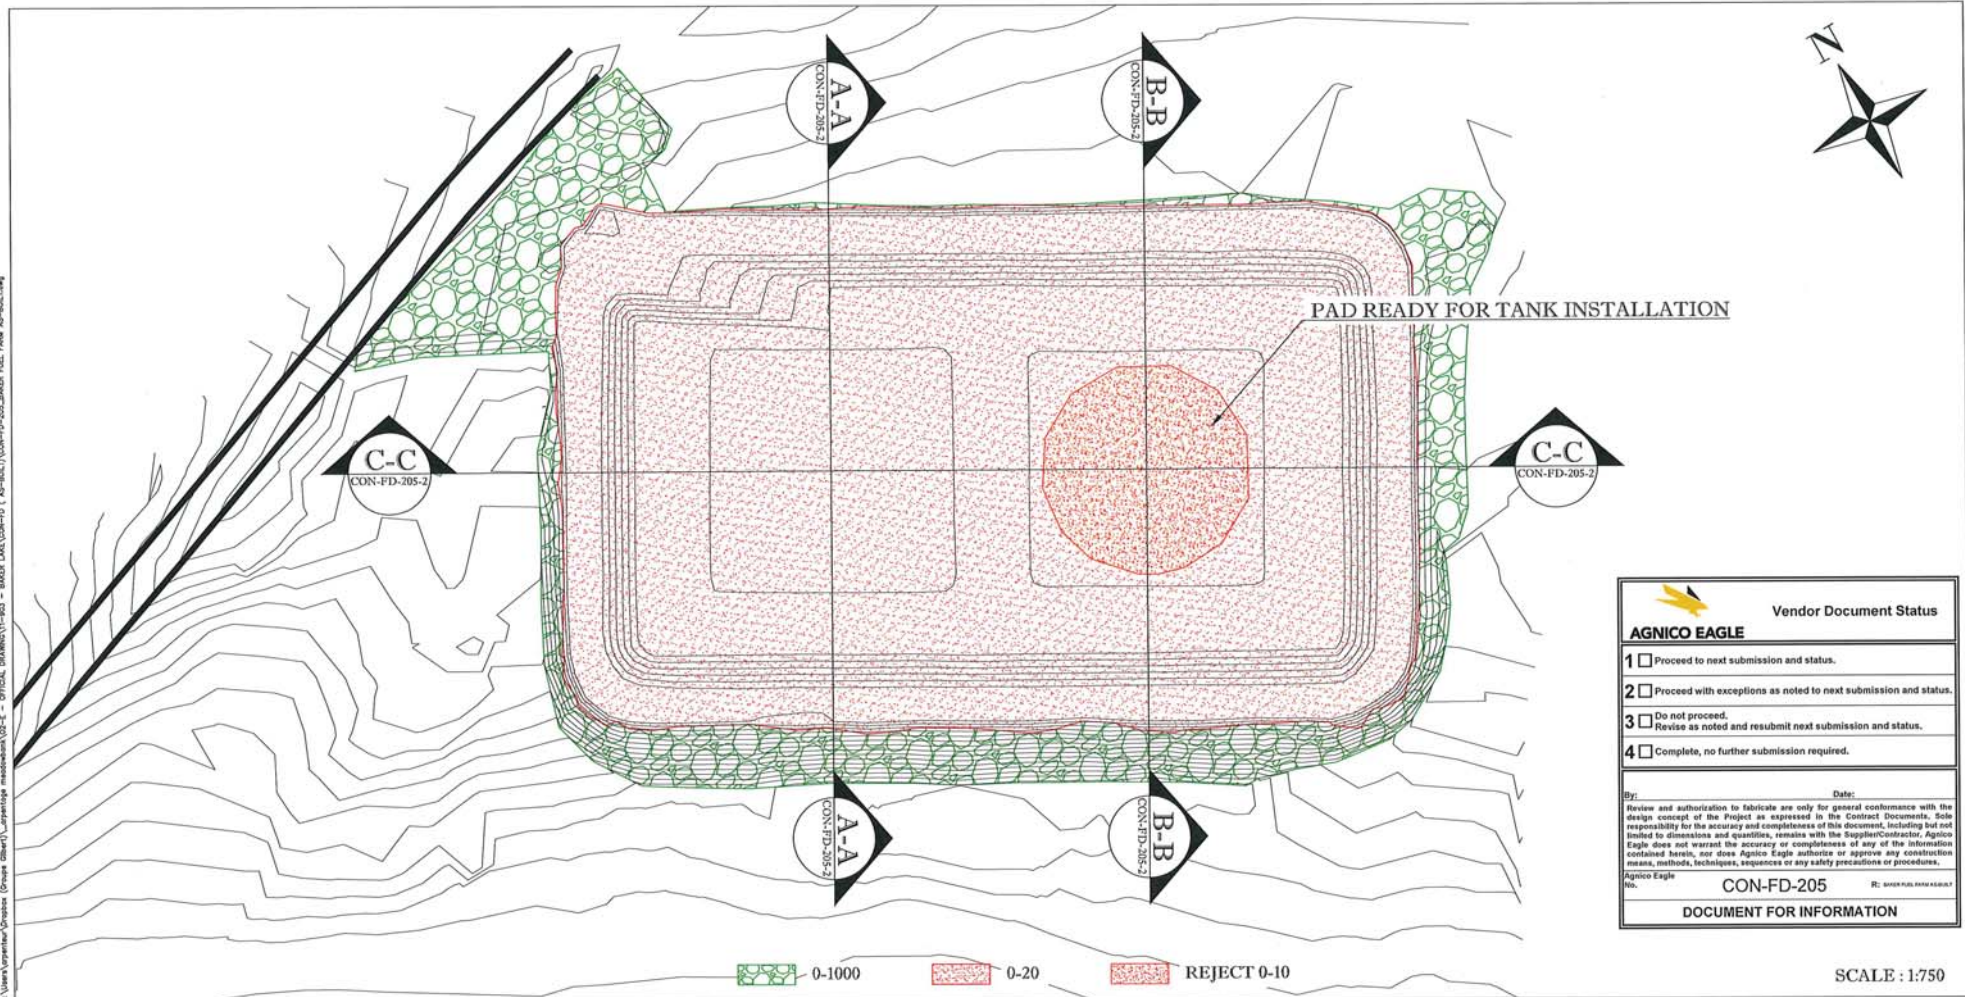 N
A-A
CON-FD-205-2
B-B
CON-FD-205-2
PAD READY FOR TANK INSTALLATION
C-C
CON-FD-205-2
C-C
CON-FD-205-2
A-A
CON-FD-205-2
B-B
CON-FD-205-2
0-1000
0-20
REJECT 0-10
AGNICO EAGLE
Vendor Document Status
1 Proceed to next submission and status.
2 Proceed with exceptions as noted to next submission and status.
3 Do not proceed.
Revise as noted and resubmit next submission and status.
4 Complete, no further submission required.
By: Date:
Review and authorization to fabricate are only for general conformance with the
design concept of the Project as expressed in the Contract Documents. Sole
responsibility for the accuracy and completeness of this document, including but not
limited to dimensions and quantities, remains with the Supplier/Contractor. Agnico
Eagle does not warrant the accuracy or completeness of any of the information
contained herein, nor does Agnico Eagle authorize or approve any construction
means, methods, techniques, sequences or any safety precautions or procedures.
Agnico Eagle
No.
CON-FD-205
R: BAKER FUEL FARM AS-BUILT
DOCUMENT FOR INFORMATION
SCALE : 1:750